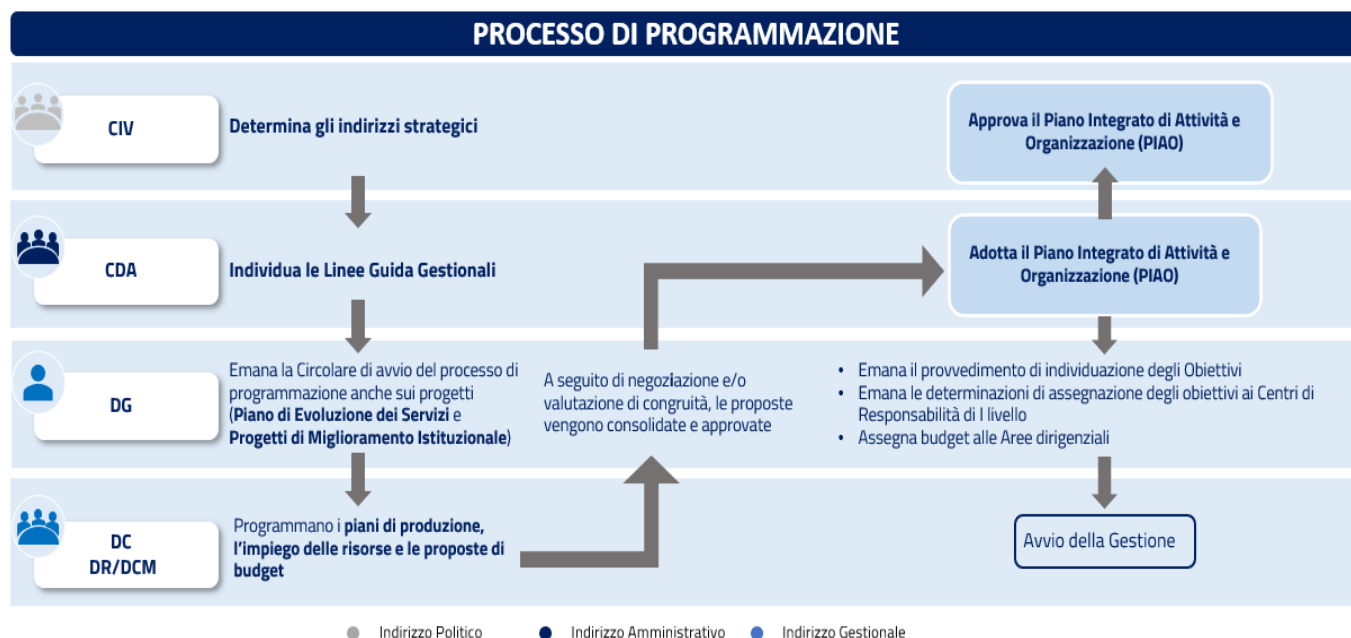 PROCESSO DI PROGRAMMAZIONE
CIV
Determina gli indirizzi strategici
Approva il Piano Integrato di Attività e
Organizzazione (PIAO)
CDA
Individua le Linee Guida Gestionali
Adotta il Piano Integrato di Attività e
Organizzazione (PIAO)
DG
Emana la Circolare di avvio del processo di
programmazione anche sui progetti
(Piano di Evoluzione dei Servizi e
Progetti di Miglioramento Istituzionale)
A seguito di negoziazione e/o
valutazione di congruità, le proposte
vengono consolidate e approvate
• Emana il provvedimento di individuazione degli Obiettivi
• Emana le determinazioni di assegnazione degli obiettivi ai Centri di
Responsabilità di I livello
• Assegna budget alle Aree dirigenziali
DC
DR/DCM
Programmano i piani di produzione,
l'impiego delle risorse e le proposte di
budget
Avvio della Gestione
Indirizzo Politico
Indirizzo Amministrativo
Indirizzo Gestionale